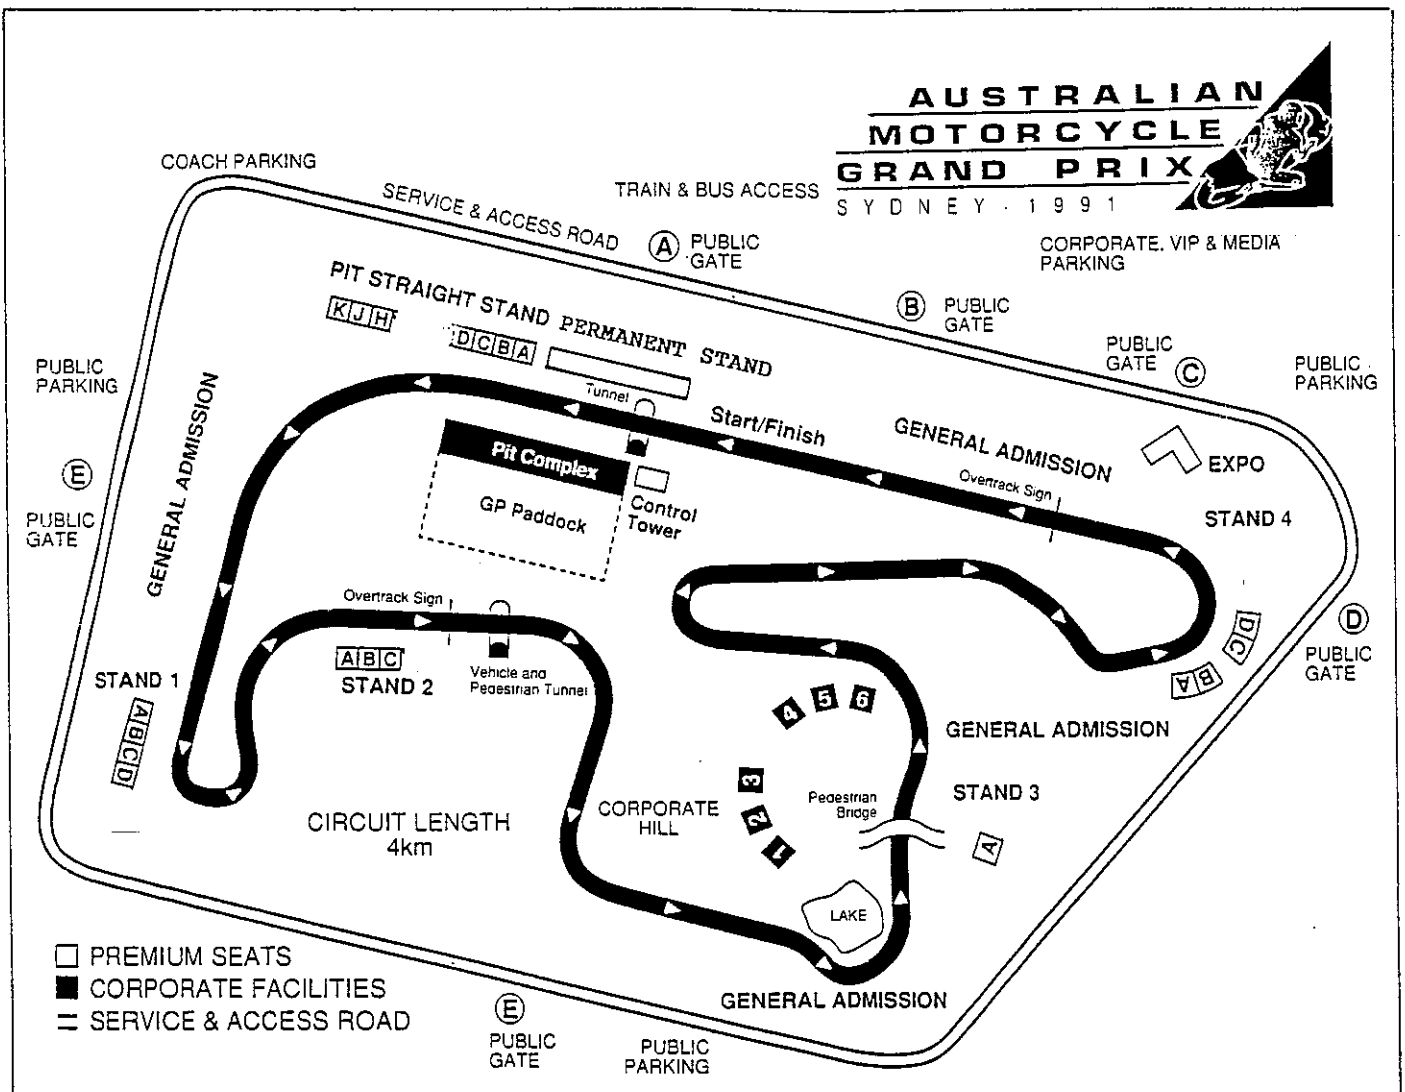 AUSTRALIAN
MOTORCYCLE
GRAND PRIX
SYDNEY · 1991
COACH PARKING
SERVICE & ACCESS ROAD
TRAIN & BUS ACCESS
A PUBLIC
GATE
CORPORATE, VIP & MEDIA
PARKING
B PUBLIC
GATE
PUBLIC
GATE C
PUBLIC
PARKING
PIT STRAIGHT STAND PERMANENT STAND
K J H
D C B A
PUBLIC
PARKING
GENERAL ADMISSION
Tunnel
Start/Finish
GENERAL ADMISSION
EXPO
Pit Complex
GP Paddock
Control
Tower
Overtrack Sign
STAND 4
E
PUBLIC
GATE
Overtrack Sign
A B C
STAND 2
Vehicle and
Pedestrian Tunnel
STAND 1
A B C D
D C
B A
D
PUBLIC
GATE
4 5 6
GENERAL ADMISSION
3
2
1
CORPORATE
HILL
Pedestrian
Bridge
STAND 3
A
CIRCUIT LENGTH
4km
LAKE
GENERAL ADMISSION
PREMIUM SEATS
CORPORATE FACILITIES
SERVICE & ACCESS ROAD
E
PUBLIC
GATE
PUBLIC
PARKING